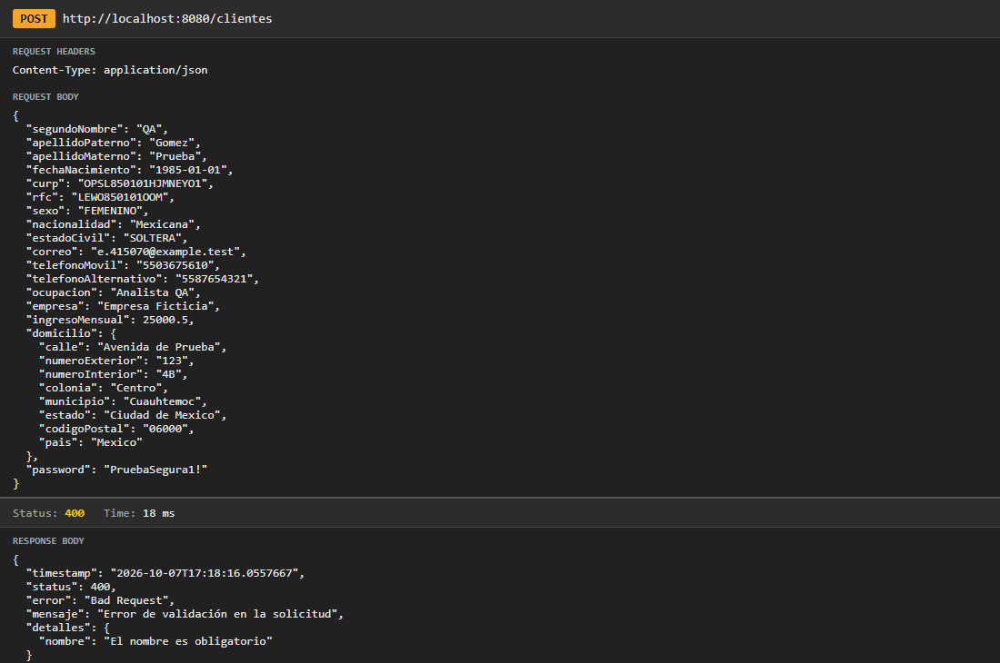 POST http://localhost:8080/clientes
REQUEST HEADERS
Content-Type: application/json
REQUEST BODY
{
"segundoNombre": "QA",
"apellidoPaterno": "Gomez",
"apellidoMaterno": "Prueba",
"fechaNacimiento": "1985-01-01",
"curp": "OPSL850101HJMNEYO1",
"rfc": "LEWO850101OOM",
"sexo": "FEMENINO",
"nacionalidad": "Mexicana",
"estadoCivil": "SOLTERA",
"correo": "e.415070@example.test",
"telefonoMovil": "5503675610",
"telefonoAlternativo": "5587654321",
"ocupacion": "Analista QA",
"empresa": "Empresa Ficticia",
"ingresoMensual": 25000.5,
"domicilio": {
"calle": "Avenida de Prueba",
"numeroExterior": "123",
"numeroInterior": "4B",
"colonia": "Centro",
"municipio": "Cuauhtemoc",
"estado": "Ciudad de Mexico",
"codigoPostal": "06000",
"pais": "Mexico"
},
"password": "PruebaSegura1!"
}
Status: 400 Time: 18 ms
RESPONSE BODY
{
"timestamp": "2026-10-07T17:18:16.0557667",
"status": 400,
"error": "Bad Request",
"mensaje": "Error de validación en la solicitud",
"detalles": {
"nombre": "El nombre es obligatorio"
}